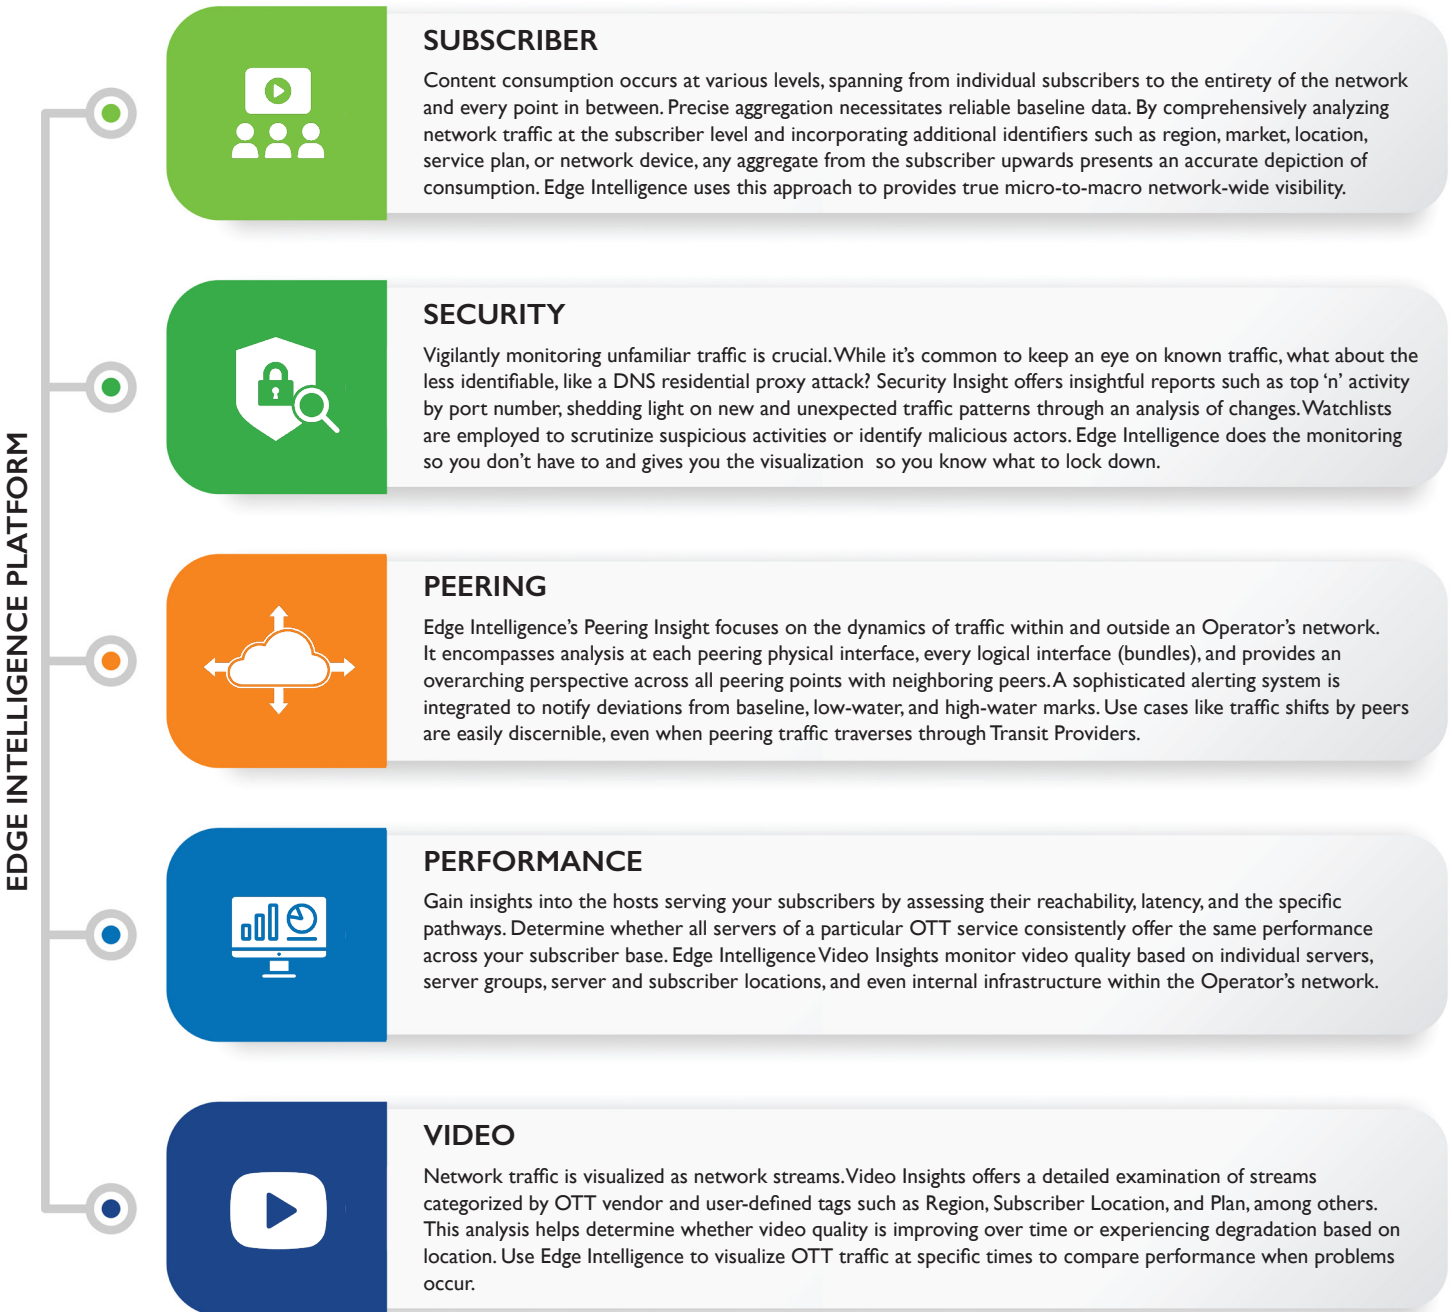 EDGE INTELLIGENCE PLATFORM
SUBSCRIBER
Content consumption occurs at various levels, spanning from individual subscribers to the entirety of the network
and every point in between. Precise aggregation necessitates reliable baseline data. By comprehensively analyzing
network traffic at the subscriber level and incorporating additional identifiers such as region, market, location,
service plan, or network device, any aggregate from the subscriber upwards presents an accurate depiction of
consumption. Edge Intelligence uses this approach to provides true micro-to-macro network-wide visibility.
SECURITY
Vigilantly monitoring unfamiliar traffic is crucial. While it's common to keep an eye on known traffic, what about the
less identifiable, like a DNS residential proxy attack? Security Insight offers insightful reports such as top 'n' activity
by port number, shedding light on new and unexpected traffic patterns through an analysis of changes. Watchlists
are employed to scrutinize suspicious activities or identify malicious actors. Edge Intelligence does the monitoring
so you don't have to and gives you the visualization  so you know what to lock down.
PEERING
Edge Intelligence's Peering Insight focuses on the dynamics of traffic within and outside an Operator's network.
It encompasses analysis at each peering physical interface, every logical interface (bundles), and provides an
overarching perspective across all peering points with neighboring peers. A sophisticated alerting system is
integrated to notify deviations from baseline, low-water, and high-water marks. Use cases like traffic shifts by peers
are easily discernible, even when peering traffic traverses through Transit Providers.
PERFORMANCE
Gain insights into the hosts serving your subscribers by assessing their reachability, latency, and the specific
pathways. Determine whether all servers of a particular OTT service consistently offer the same performance
across your subscriber base. Edge Intelligence Video Insights monitor video quality based on individual servers,
server groups, server and subscriber locations, and even internal infrastructure within the Operator's network.
VIDEO
Network traffic is visualized as network streams. Video Insights offers a detailed examination of streams
categorized by OTT vendor and user-defined tags such as Region, Subscriber Location, and Plan, among others.
This analysis helps determine whether video quality is improving over time or experiencing degradation based on
location. Use Edge Intelligence to visualize OTT traffic at specific times to compare performance when problems
occur.